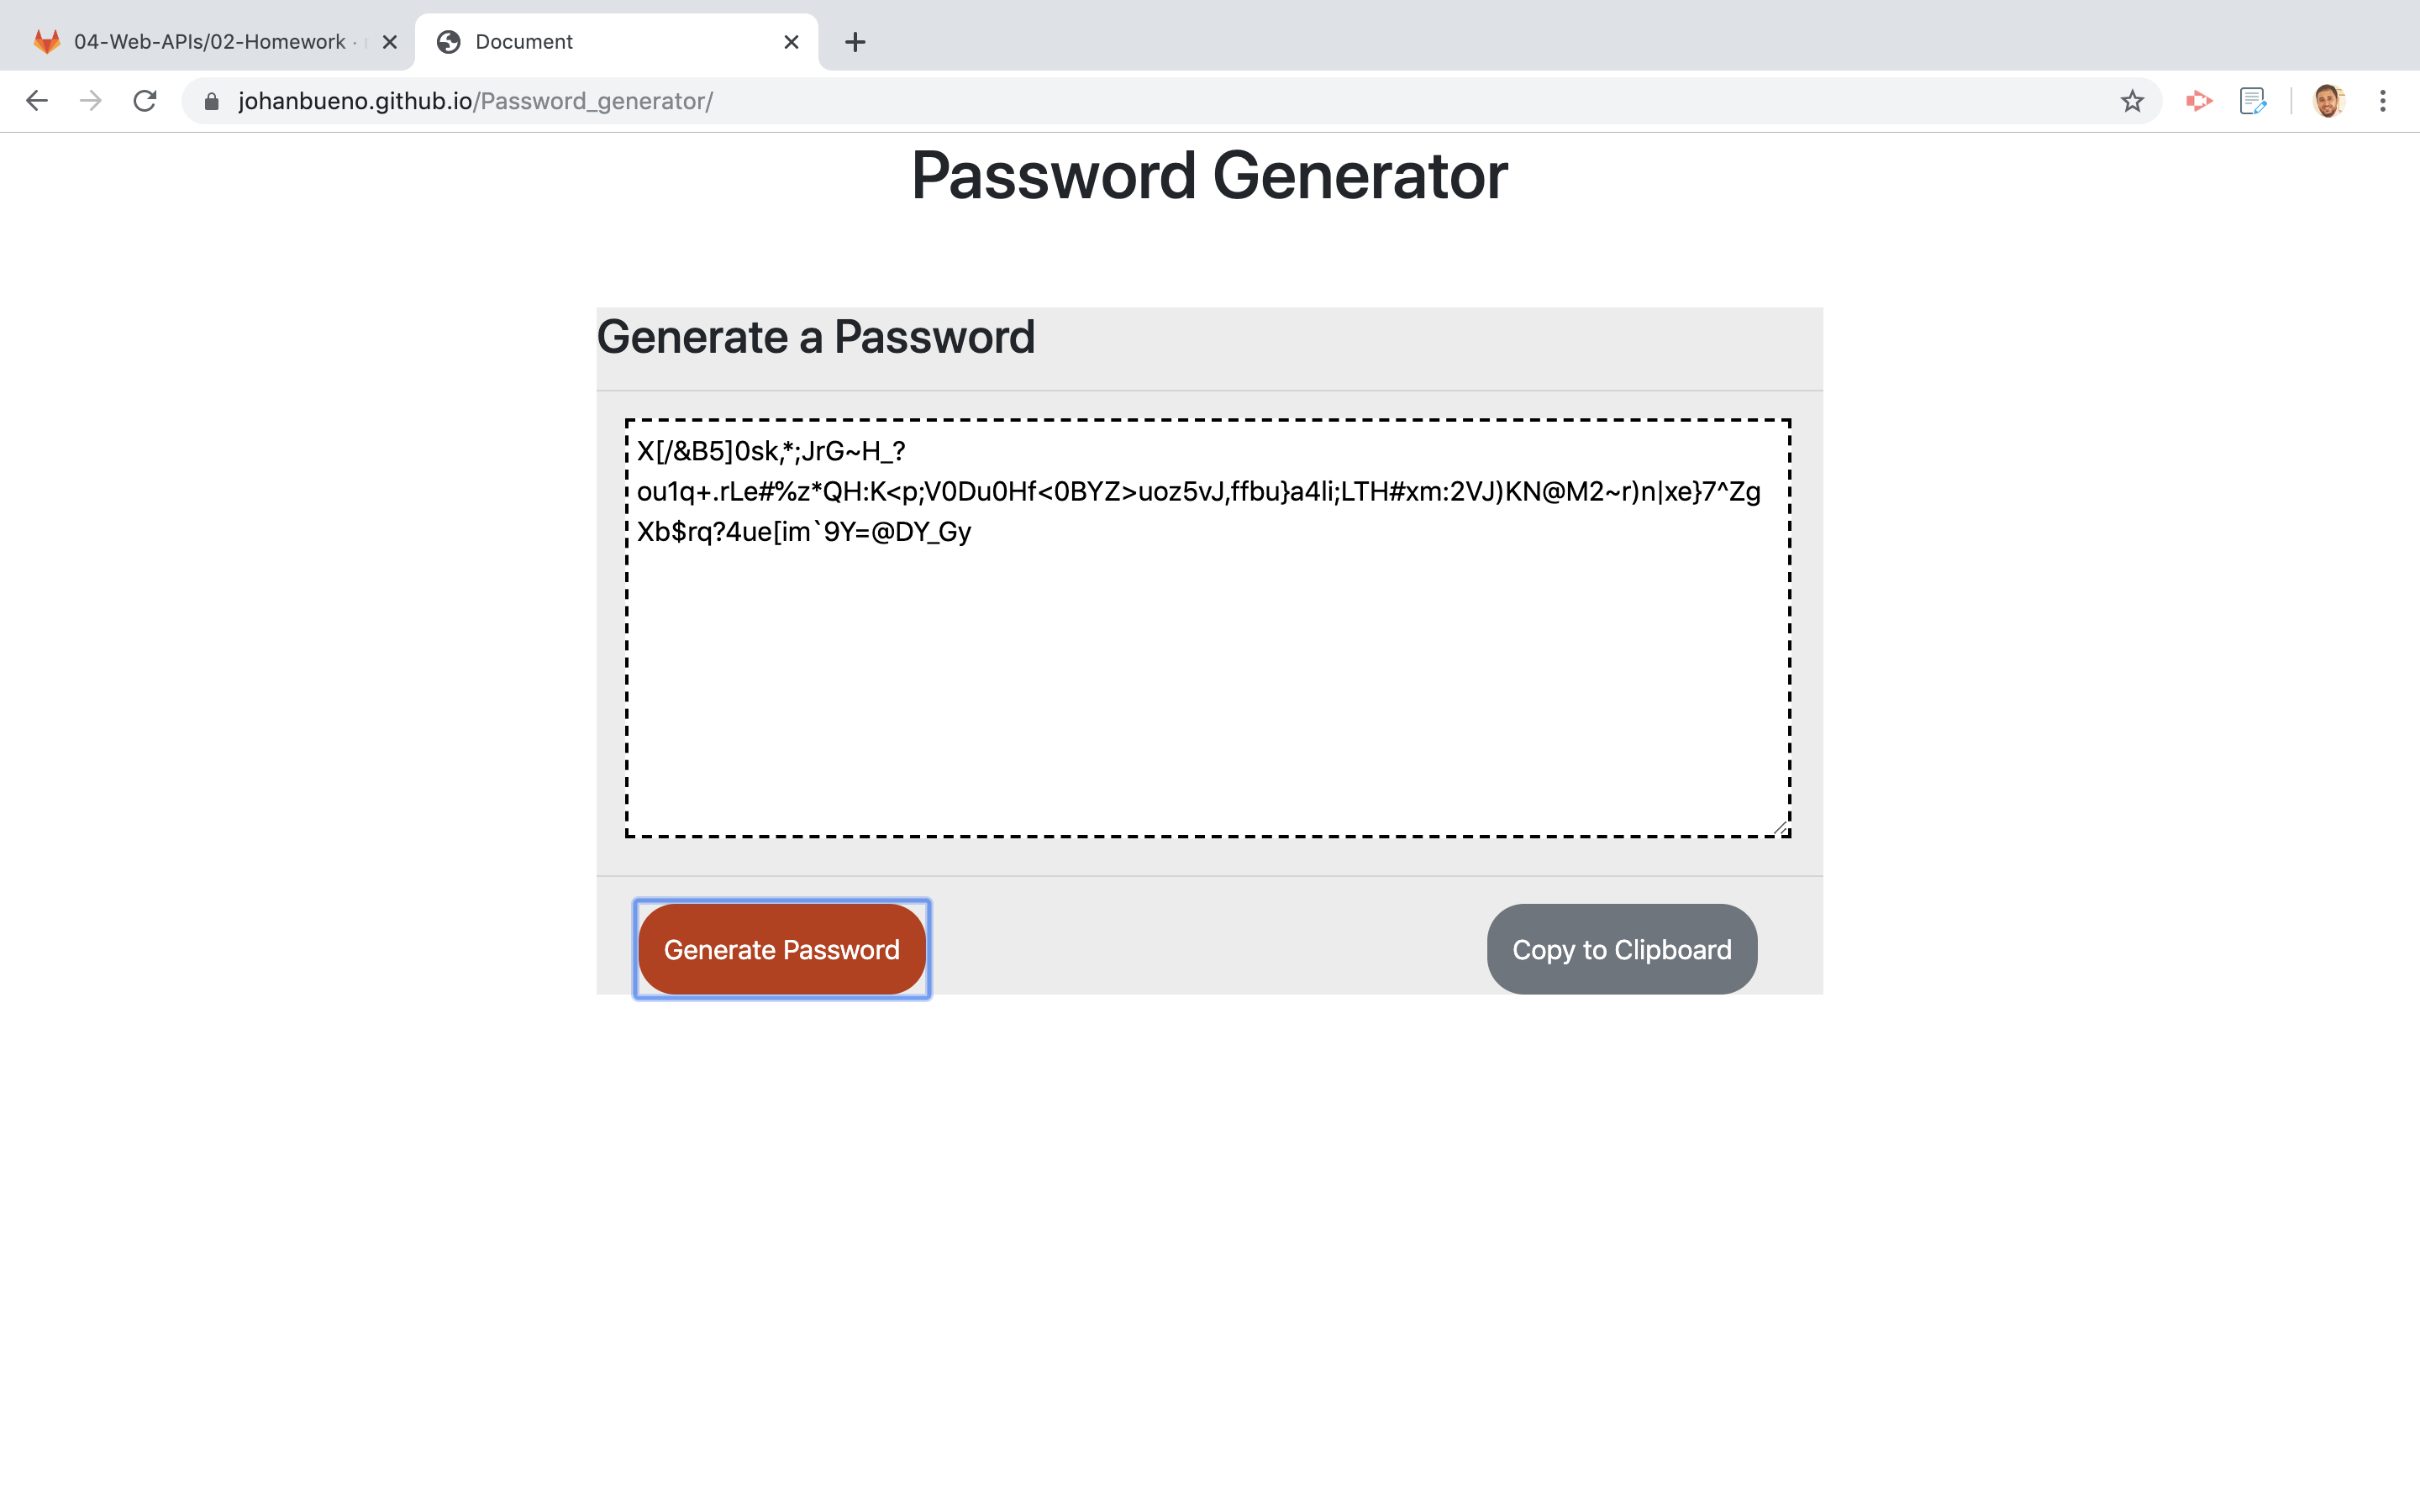 04-Web-APIs/02-Homework ·
Document
johanbueno.github.io/Password_generator/
Password Generator
Generate a Password
X[/&B5]0sk,*;JrG~H_?
ou1q+.rLe#%z*QH:K<p;V0Du0Hf<0BYZ>uoz5vJ,ffbu}a4li;LTH#xm:2VJ)KN@M2~r)n|xe}7^Zg
Xb$rq?4ue[im`9Y=@DY_Gy
Generate Password
Copy to Clipboard